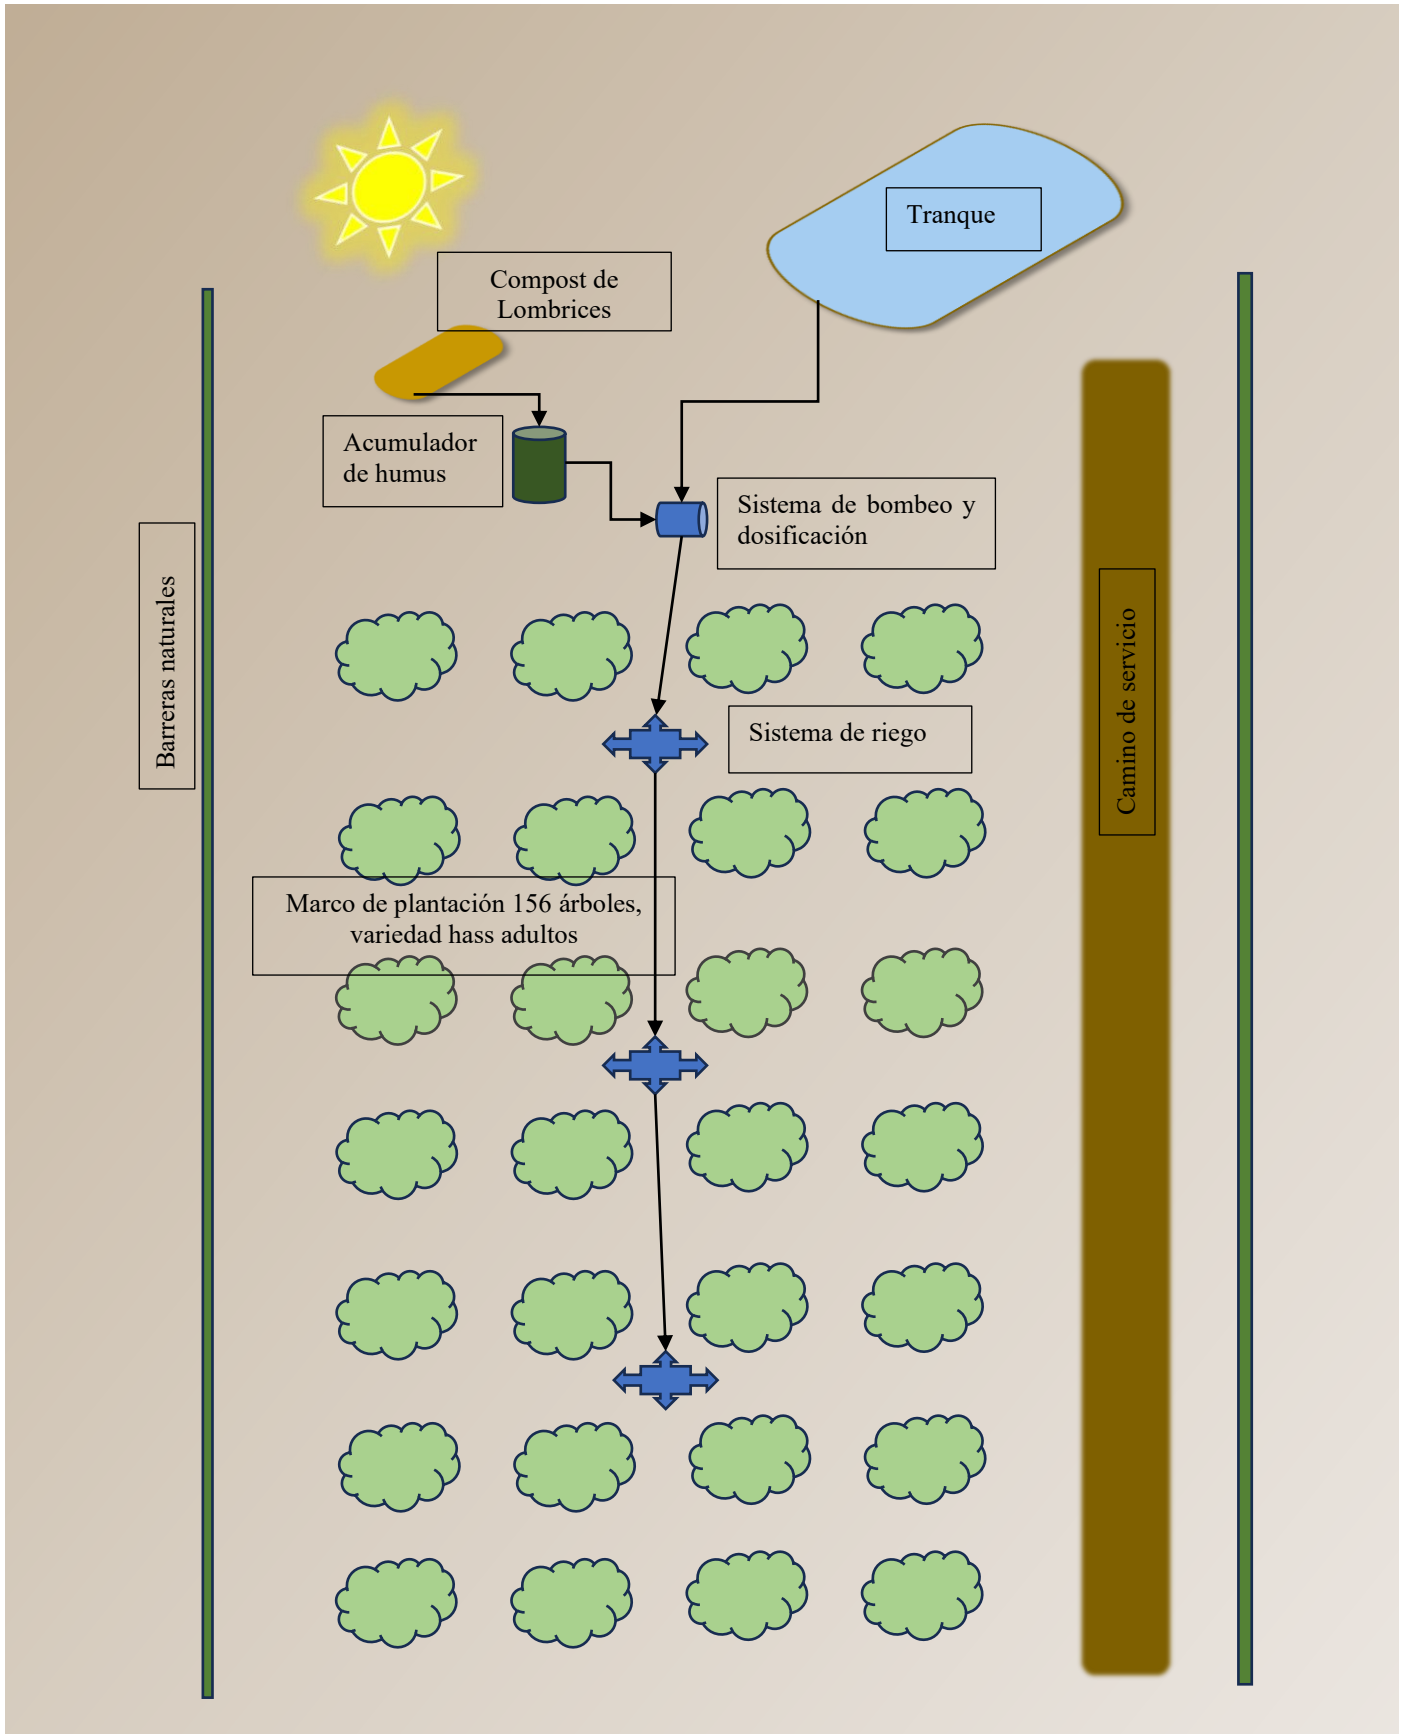 Tranque
Compost de
Lombrices
Acumulador
de humus
Sistema de bombeo y
dosificación
Barreras naturales
Camino de servicio
Sistema de riego
Marco de plantación 156 árboles,
variedad hass adultos